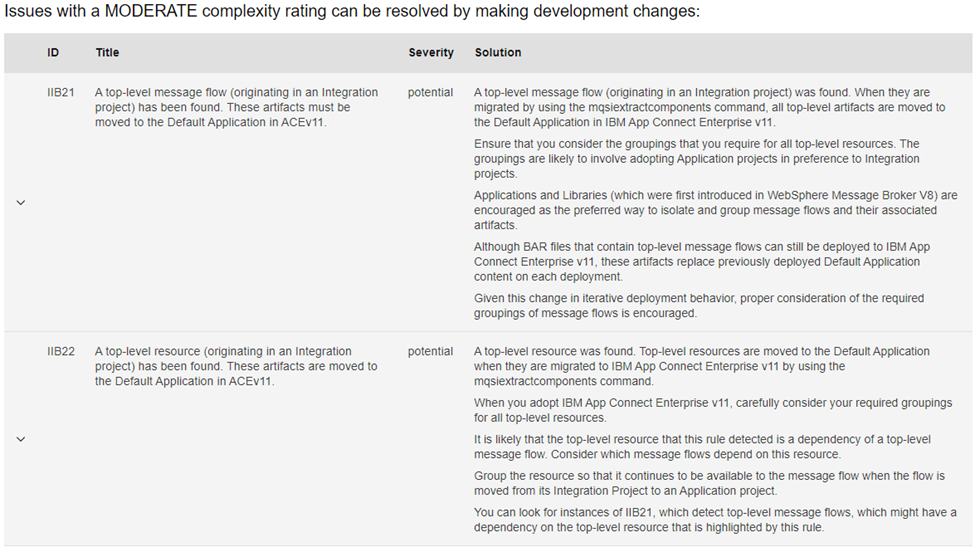 Issues with a MODERATE complexity rating can be resolved by making development changes:
ID Title Severity Solution
IIB21 A top-level message flow (originating in an Integration project) has been found. These artifacts must be moved to the Default Application in ACEv11. potential
A top-level message flow (originating in an Integration project) was found. When they are
migrated by using the mqsiextractcomponents command, all top-level artifacts are moved to
the Default Application in IBM App Connect Enterprise v11.
Ensure that you consider the groupings that you require for all top-level resources. The
groupings are likely to involve adopting Application projects in preference to Integration
projects.
Applications and Libraries (which were first introduced in WebSphere Message Broker V8) are
encouraged as the preferred way to isolate and group message flows and their associated
artifacts.
Although BAR files that contain top-level message flows can still be deployed to IBM App
Connect Enterprise v11, these artifacts replace previously deployed Default Application
content on each deployment.
Given this change in iterative deployment behavior, proper consideration of the required
groupings of message flows is encouraged.
IIB22 A top-level resource (originating in an Integration project) has been found. These artifacts are moved to the Default Application in ACEv11. potential
A top-level resource was found. Top-level resources are moved to the Default Application
when they are migrated to IBM App Connect Enterprise v11 by using the
mqsiextractcomponents command.
When you adopt IBM App Connect Enterprise v11, carefully consider your required groupings
for all top-level resources.
It is likely that the top-level resource that this rule detected is a dependency of a top-level
message flow. Consider which message flows depend on this resource.
Group the resource so that it continues to be available to the message flow when the flow is
moved from its Integration Project to an Application project.
You can look for instances of IIB21, which detect top-level message flows, which might have a
dependency on the top-level resource that is highlighted by this rule.